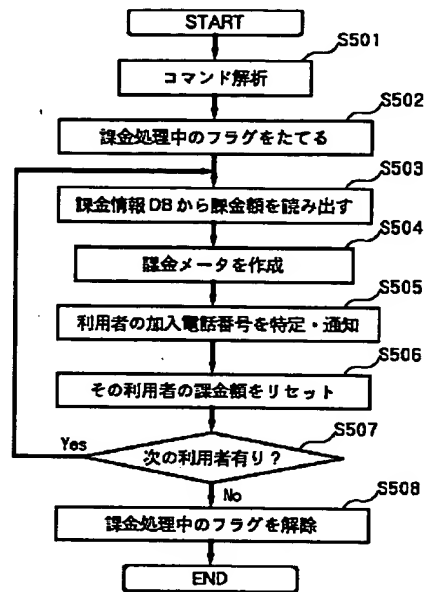 START
S501
コマンド解析
S502
課金処理中のフラグをたてる
S503
課金情報DBから課金額を読み出す
S504
課金メータを作成
S505
利用者の加入電話番号を特定・通知
S506
その利用者の課金額をリセット
S507
Yes
次の利用者有り?
No
S508
課金処理中のフラグを解除
END